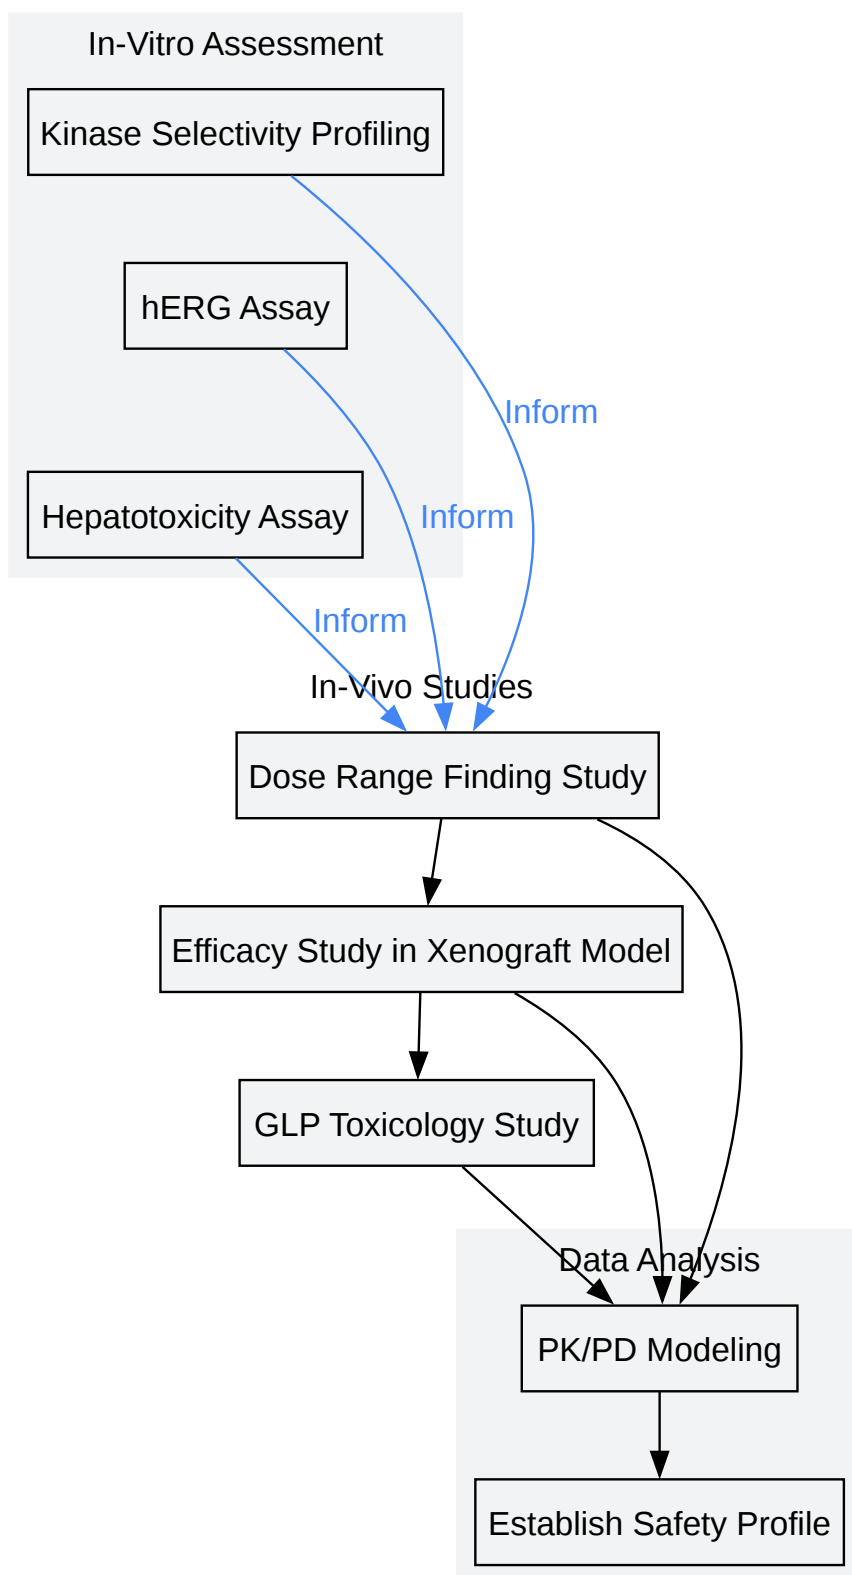 In-Vitro Assessment
Kinase Selectivity Profiling
hERG Assay
Inform
Hepatotoxicity Assay
Inform
Inform
In-Vivo Studies
Dose Range Finding Study
Efficacy Study in Xenograft Model
GLP Toxicology Study
Data Analysis
PK/PD Modeling
Establish Safety Profile